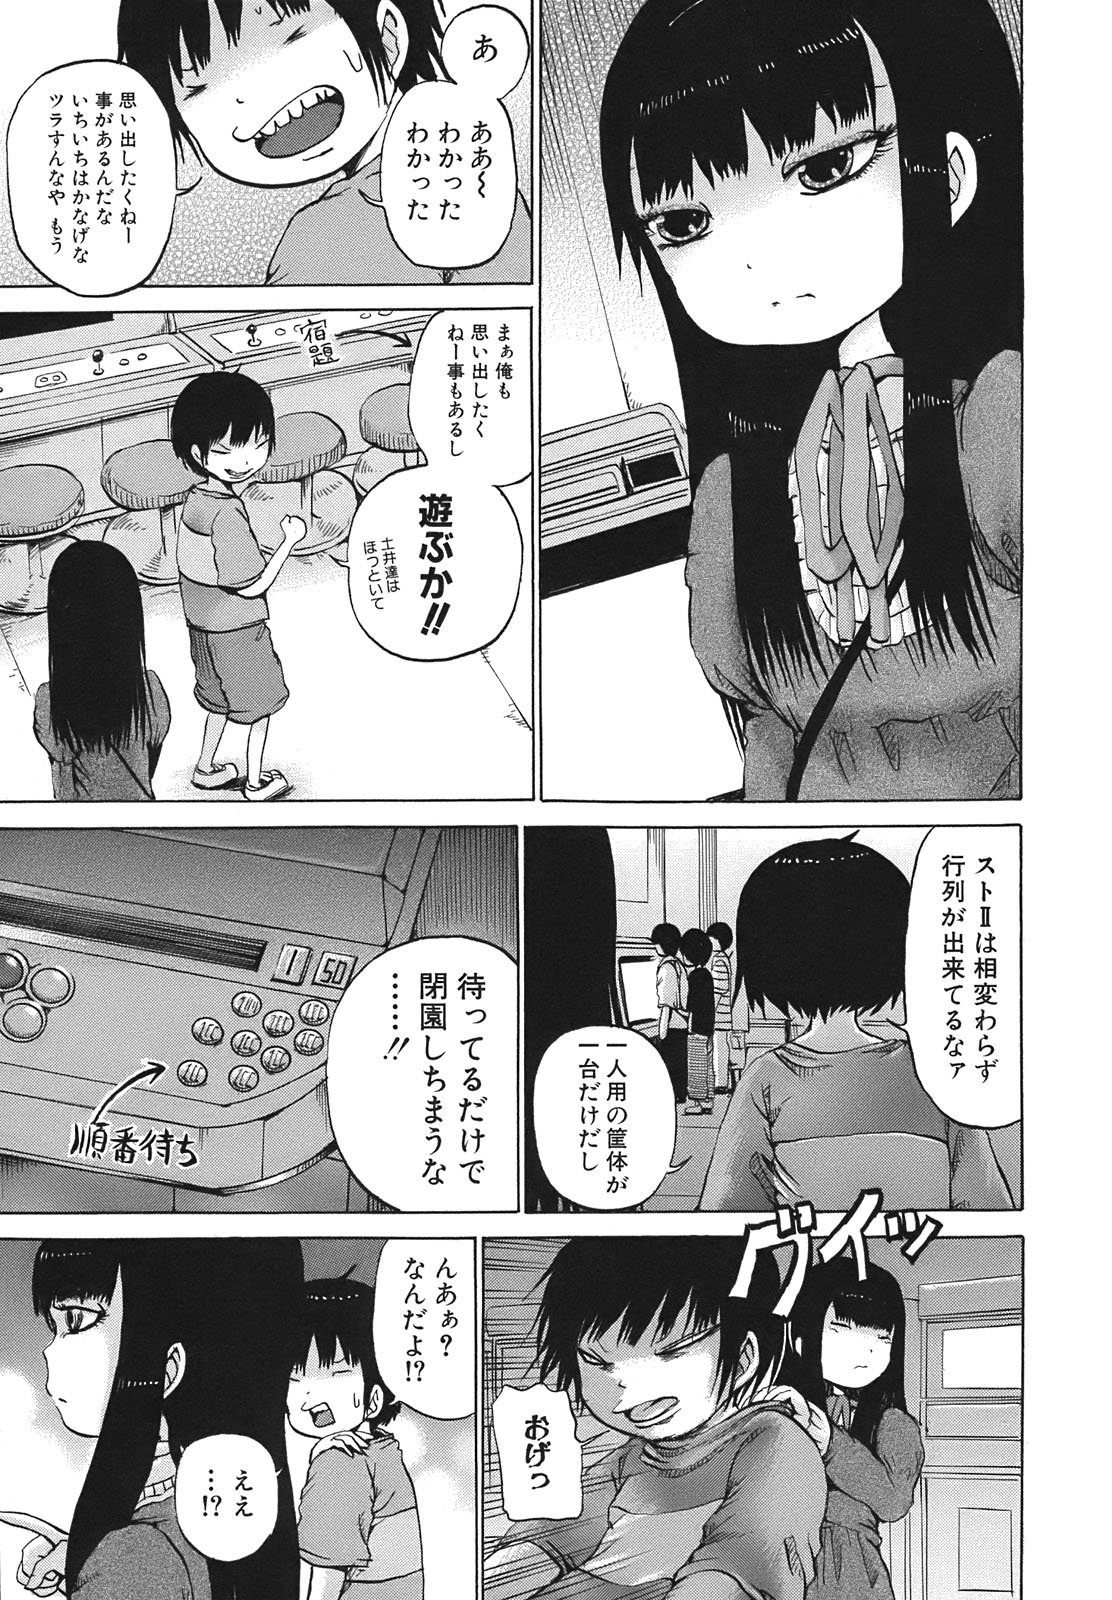 あ
ああ～
わかった
わかった
思い出したくねー
事があるんだな
いちいちはかなげな
ツラすんなや もう
まぁ俺も
思い出したく
ねー事もあるし
宿題
遊ぶか!!
土井達は
ほっといて
ストⅡは相変わらず
行列が出来てるなァ
一人用の筐体が
一台だけだし
待ってるだけで
閉園しちまうな
……!!
1
50
順番待ち
グイッ
おげっ
んあぁ?
なんだよ!?
ええ
…!?